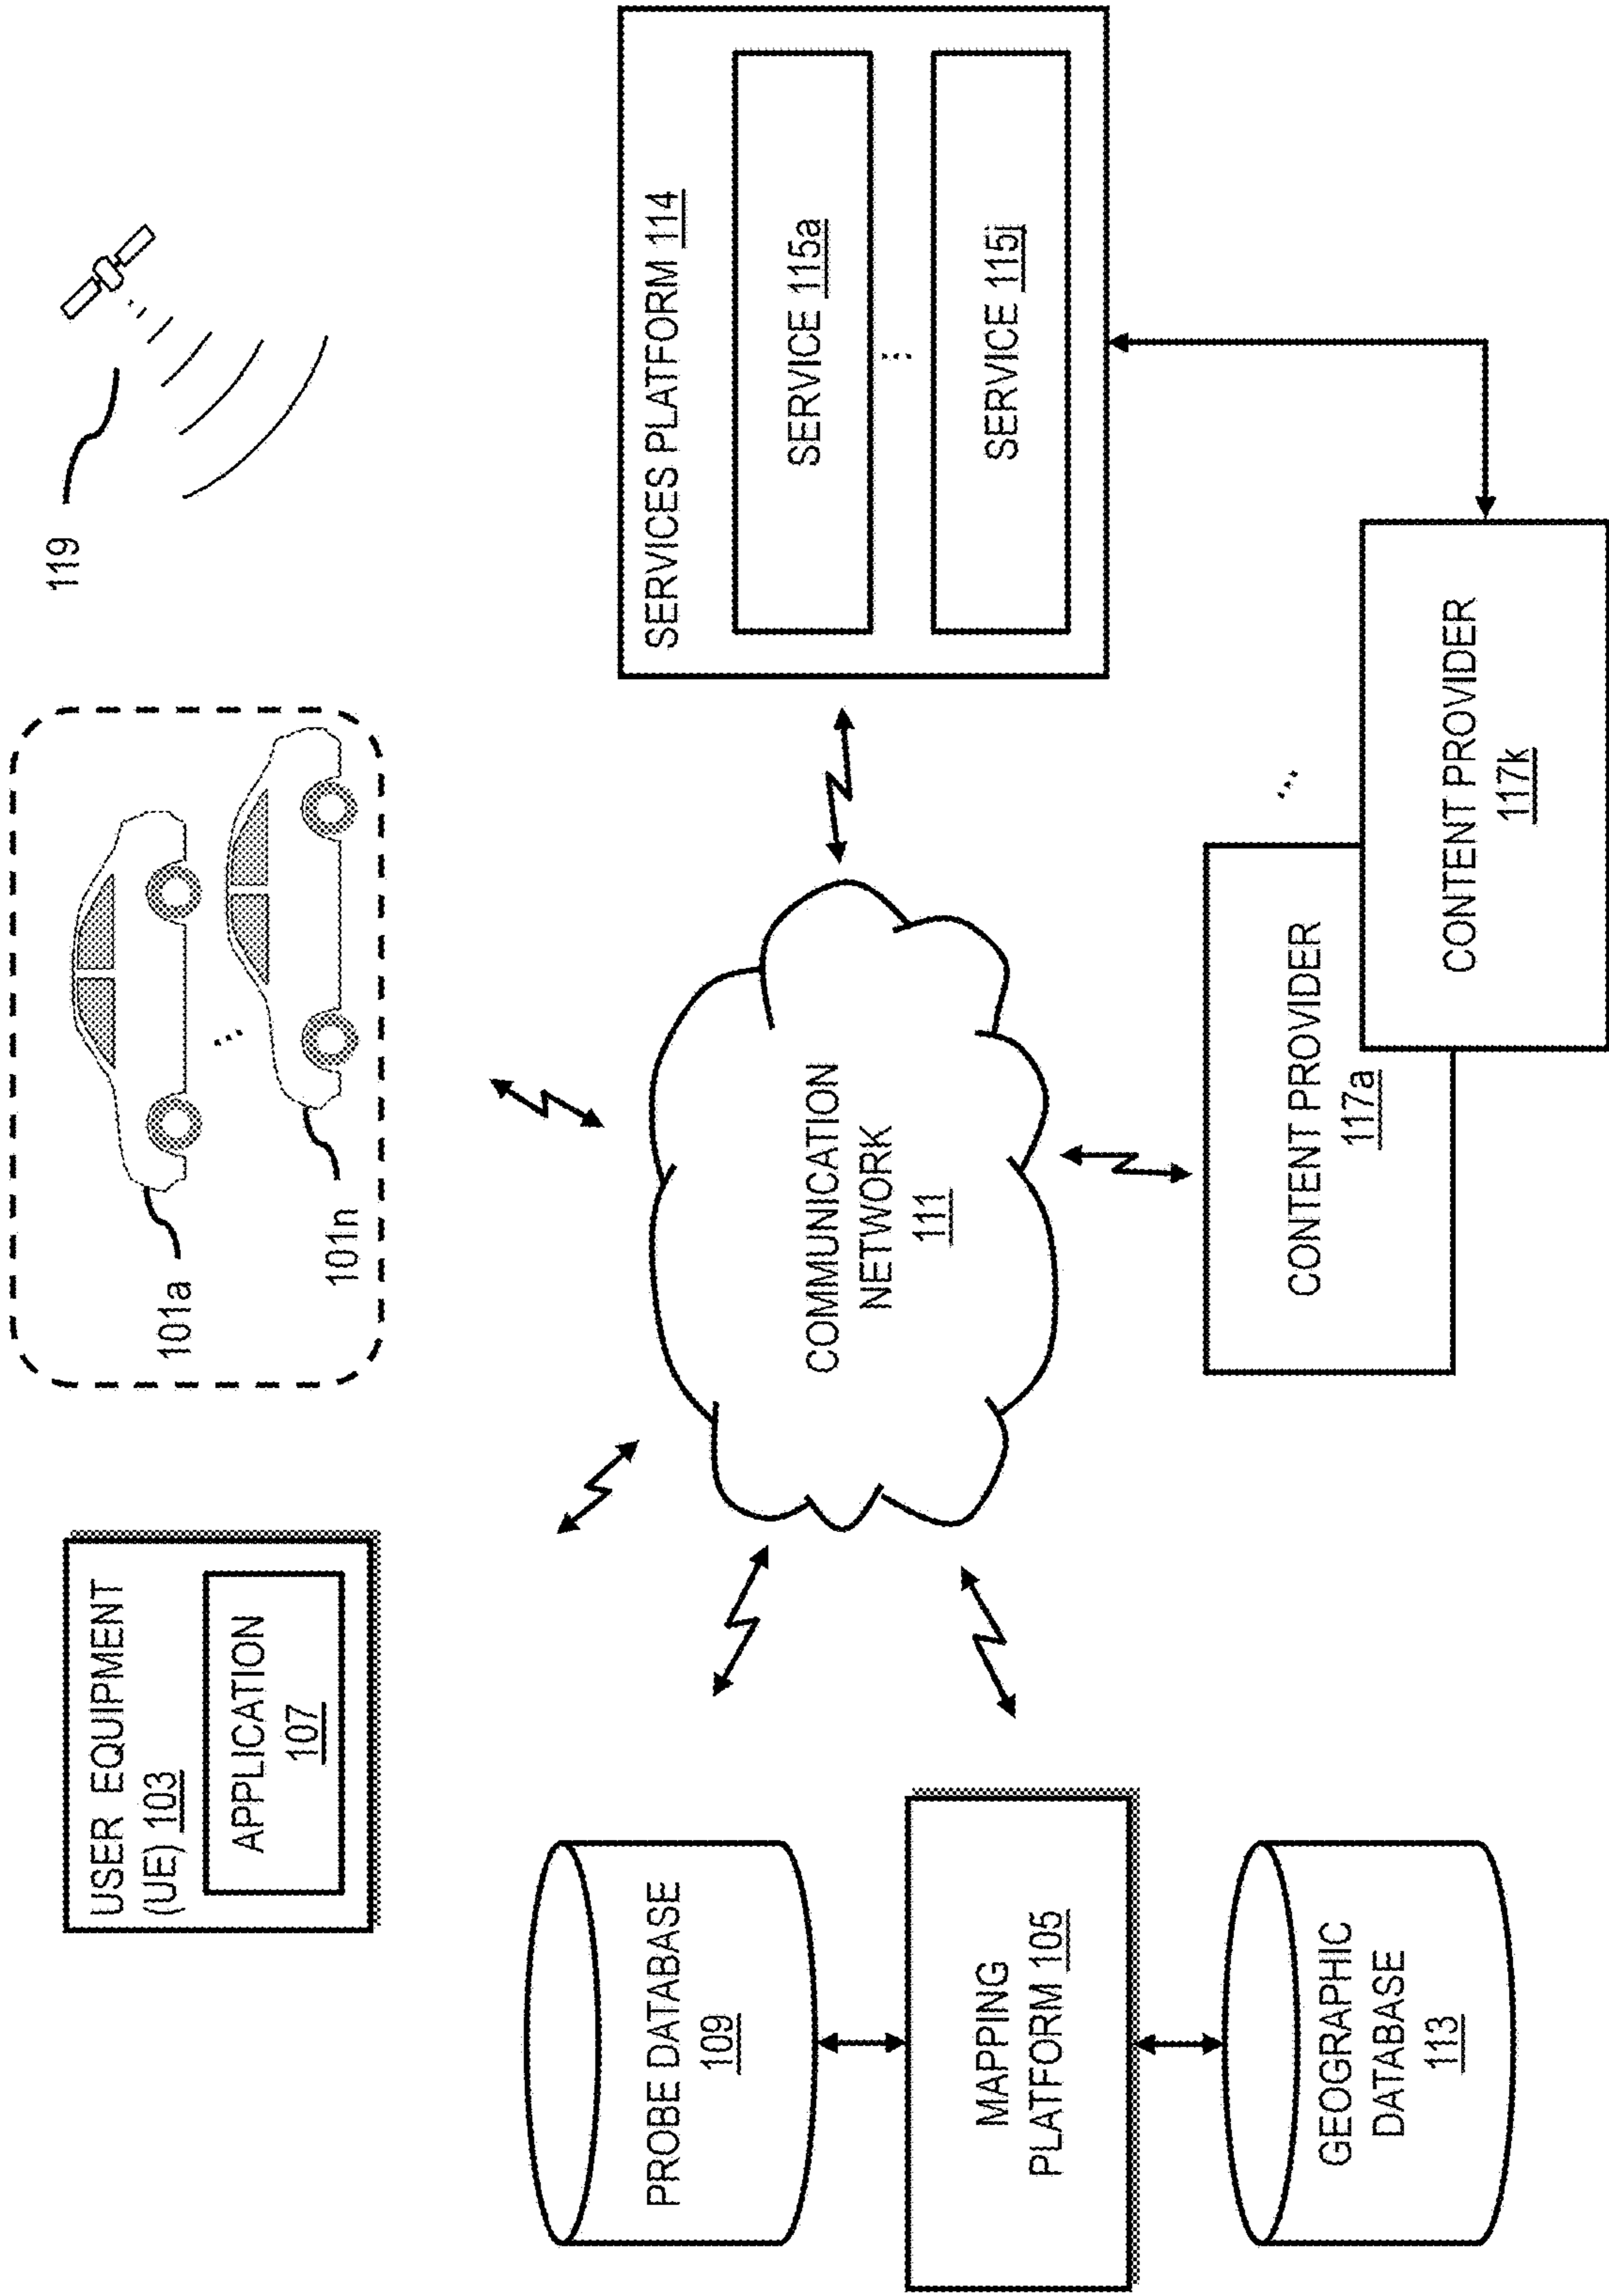 USER EQUIPMENT
(UE) 103
APPLICATION
107
101a
101n
119
PROBE DATABASE
109
MAPPING
PLATFORM 105
GEOGRAPHIC
DATABASE
113
COMMUNICATION
NETWORK
111
SERVICES PLATFORM 114
SERVICE 115a
...
SERVICE 115j
CONTENT PROVIDER
117a
...
CONTENT PROVIDER
117k